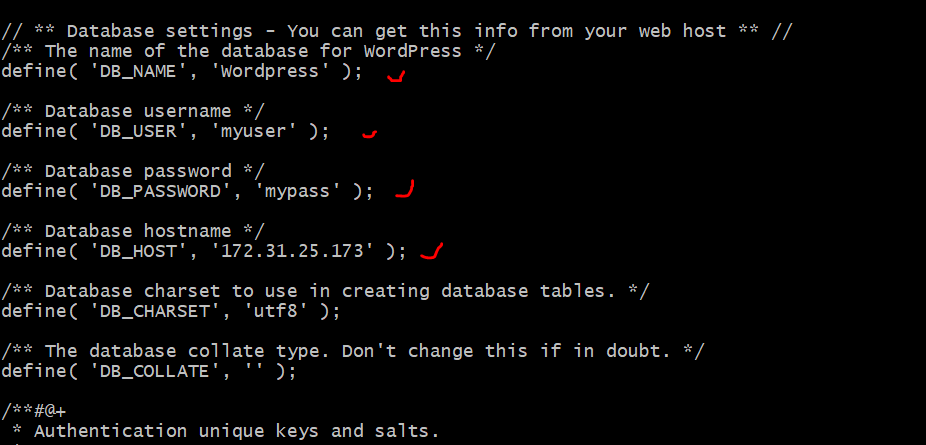 // ** Database settings - You can get this info from your web host ** //
/** The name of the database for WordPress */
define( 'DB_NAME', 'Wordpress' );
/** Database username */
define( 'DB_USER', 'myuser' );
/** Database password */
define( 'DB_PASSWORD', 'mypass' );
/** Database hostname */
define( 'DB_HOST', '172.31.25.173' );
/** Database charset to use in creating database tables. */
define( 'DB_CHARSET', 'utf8' );
/** The database collate type. Don't change this if in doubt. */
define( 'DB_COLLATE', '' );
/**#@+
 * Authentication unique keys and salts.